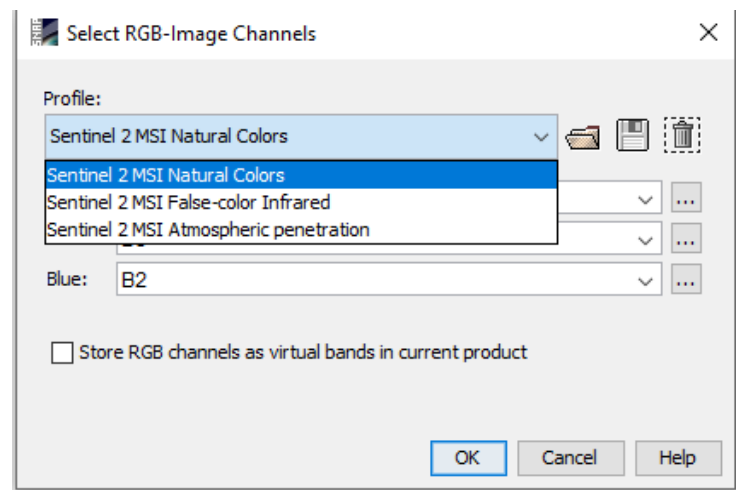 Select RGB-Image Channels
Profile:
Sentinel 2 MSI Natural Colors
Sentinel 2 MSI Natural Colors
Sentinel 2 MSI False-color Infrared
Sentinel 2 MSI Atmospheric penetration
...
...
Blue: B2 ...
Store RGB channels as virtual bands in current product
OK Cancel Help